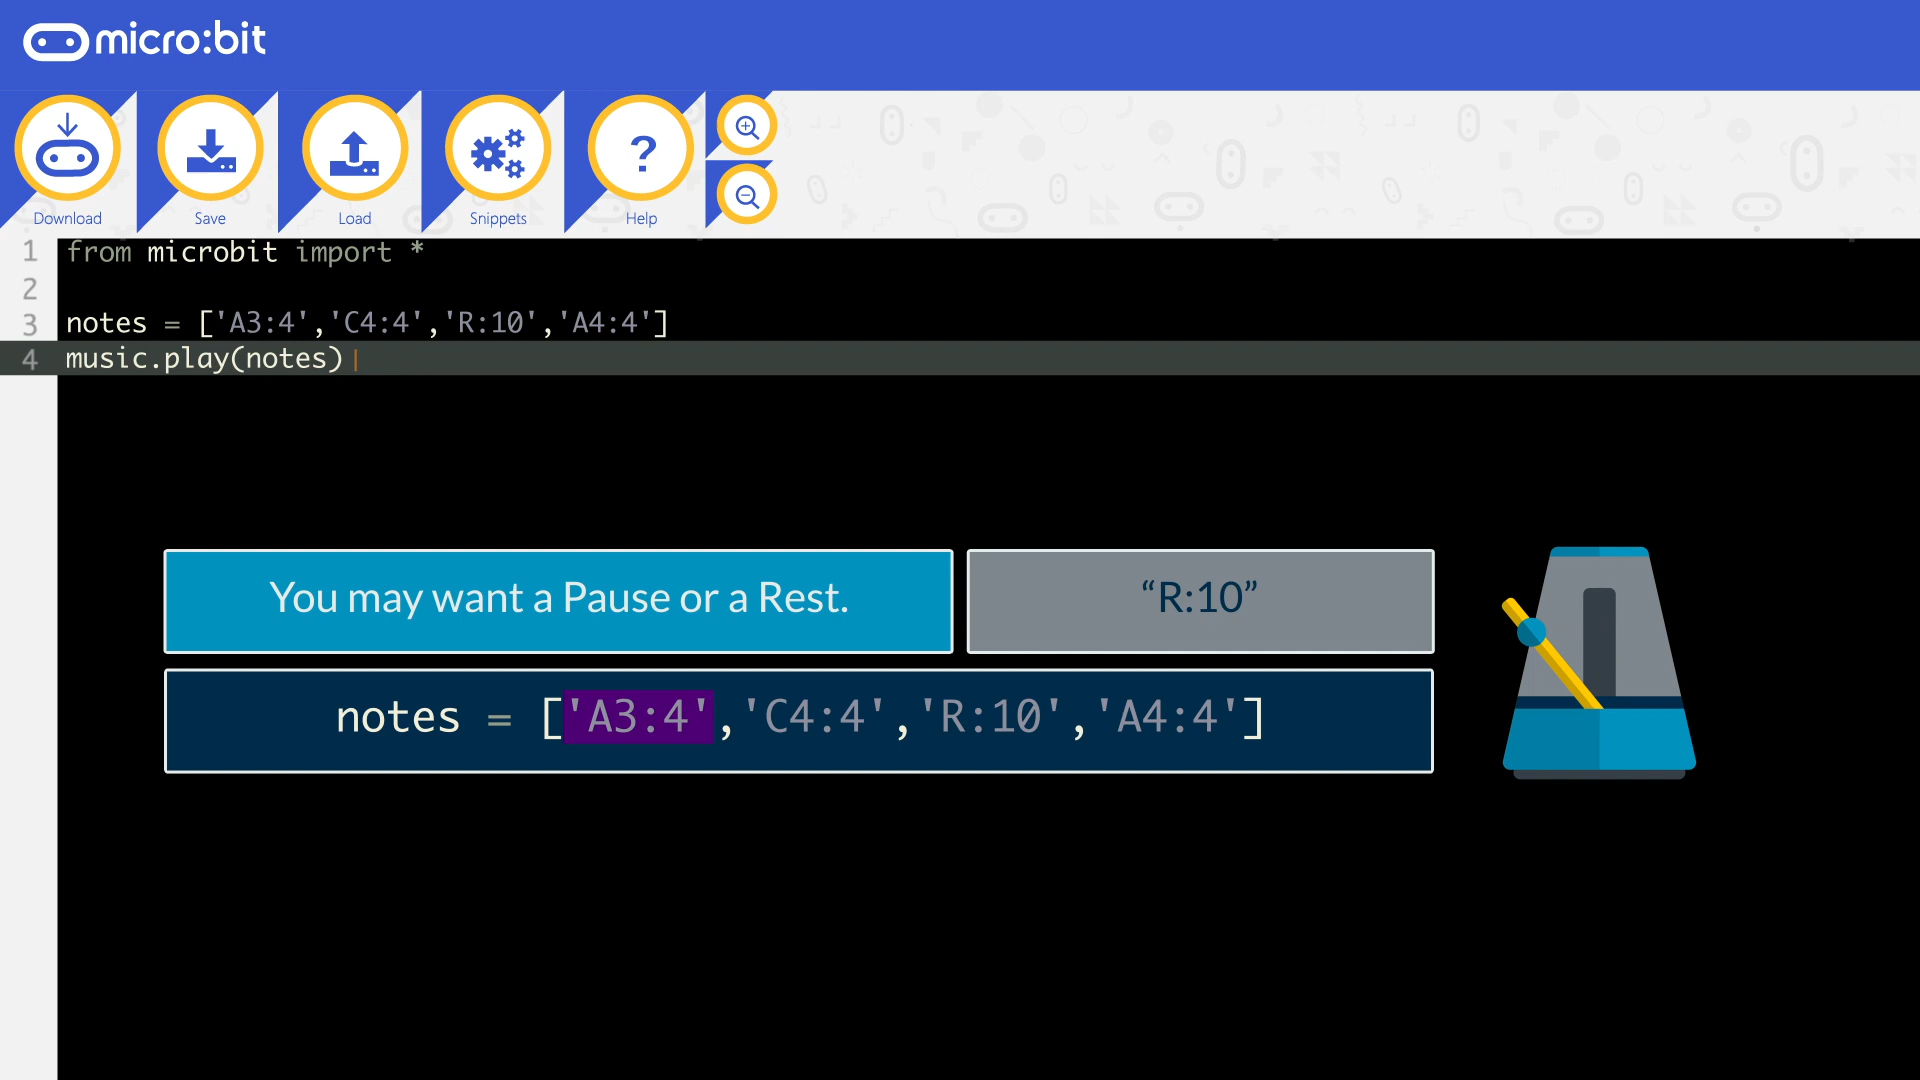 micro:bit
Download Save Load Snippets ? Help
1 from microbit import *
2
3 notes = ['A3:4','C4:4','R:10','A4:4']
4 music.play(notes)
You may want a Pause or a Rest.
“R:10”
notes = ['A3:4','C4:4','R:10','A4:4']